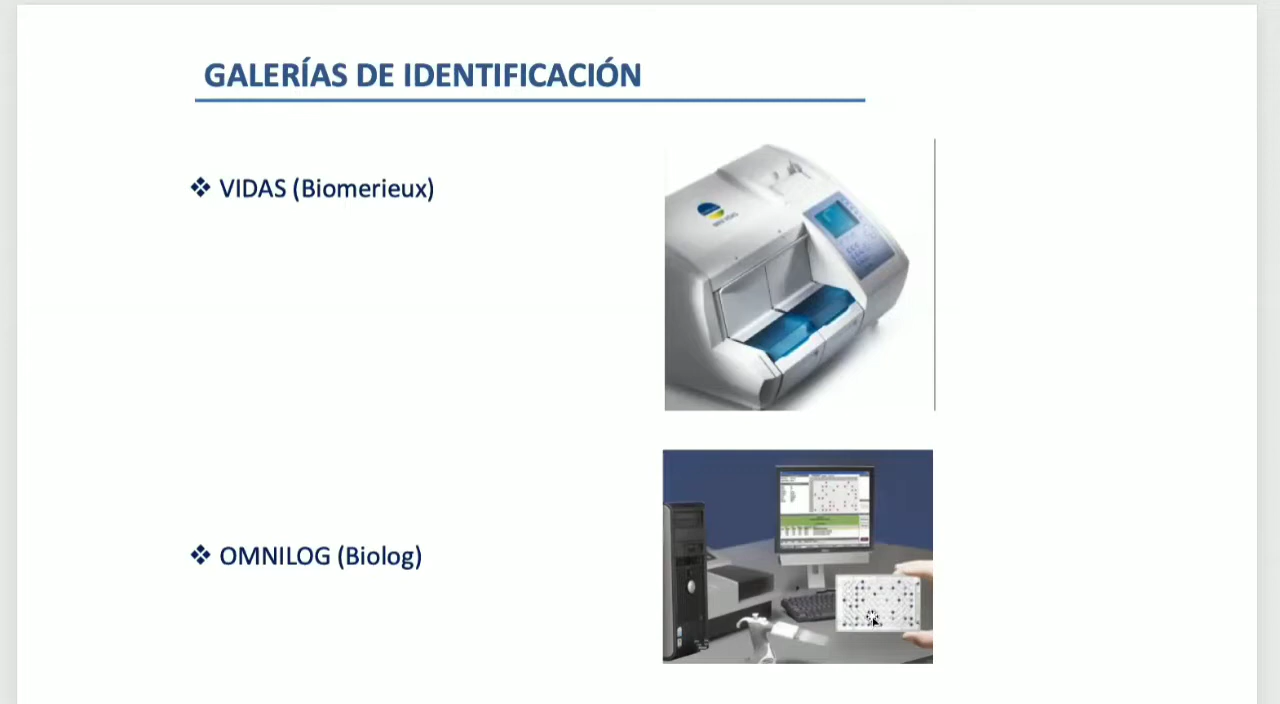 GALERÍAS DE IDENTIFICACIÓN
❖ VIDAS (Biomerieux)
❖ OMNILOG (Biolog)